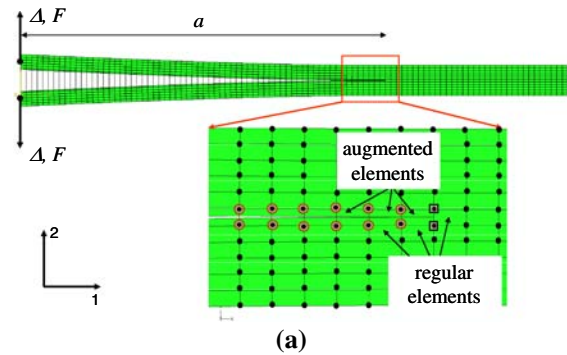 Δ, F
a
Δ, F
augmented
elements
2
regular
elements
1
(a)